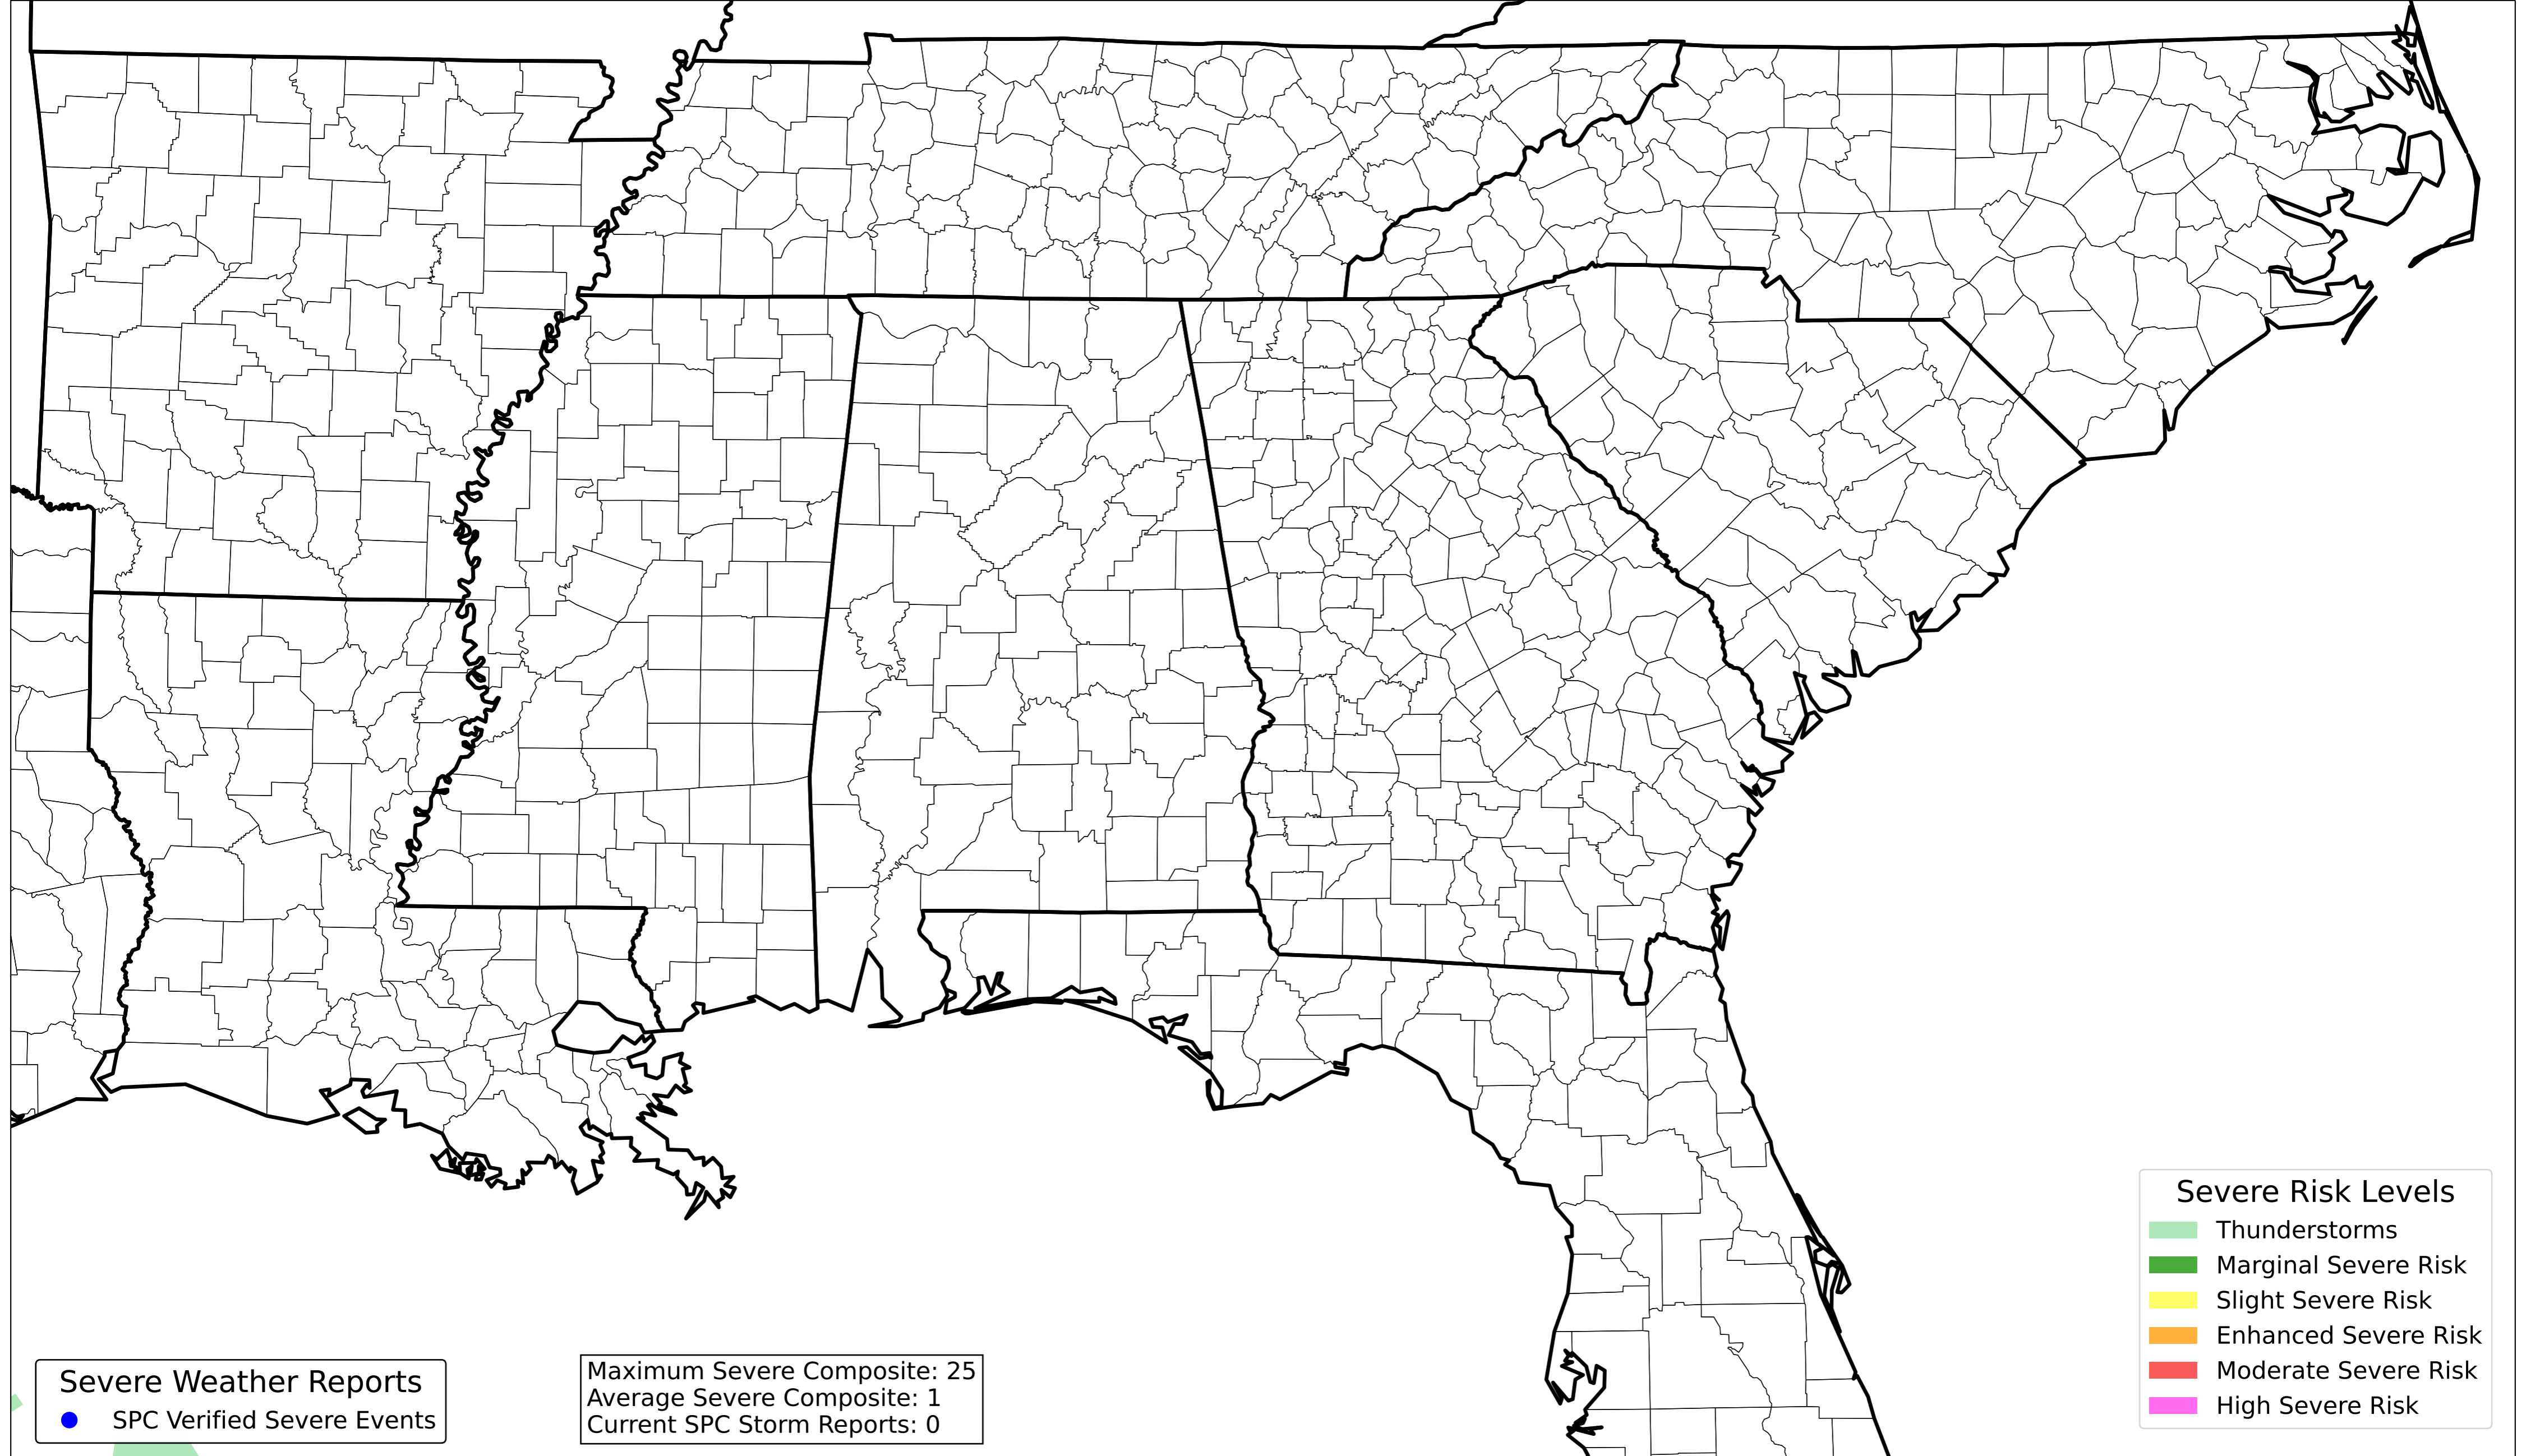 Severe Risk Levels
Thunderstorms
Marginal Severe Risk
Slight Severe Risk
Enhanced Severe Risk
Moderate Severe Risk
High Severe Risk
Severe Weather Reports
SPC Verified Severe Events
Maximum Severe Composite: 25
Average Severe Composite: 1
Current SPC Storm Reports: 0